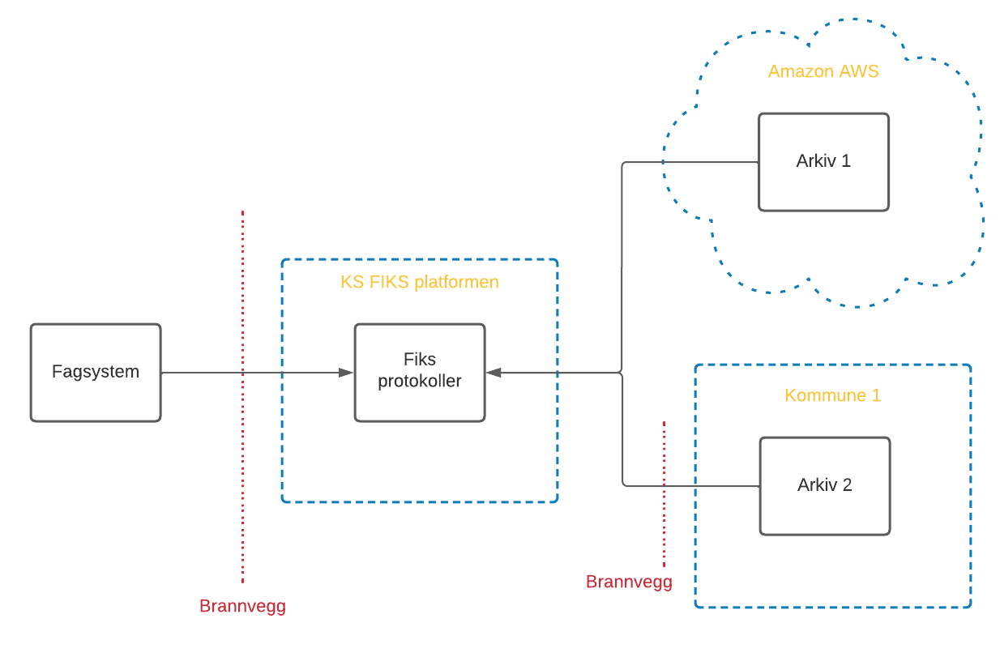 Amazon AWS
Arkiv 1
KS FIKS platformen
Fagsystem
Fiks
protokoller
Kommune 1
Arkiv 2
Brannvegg
Brannvegg